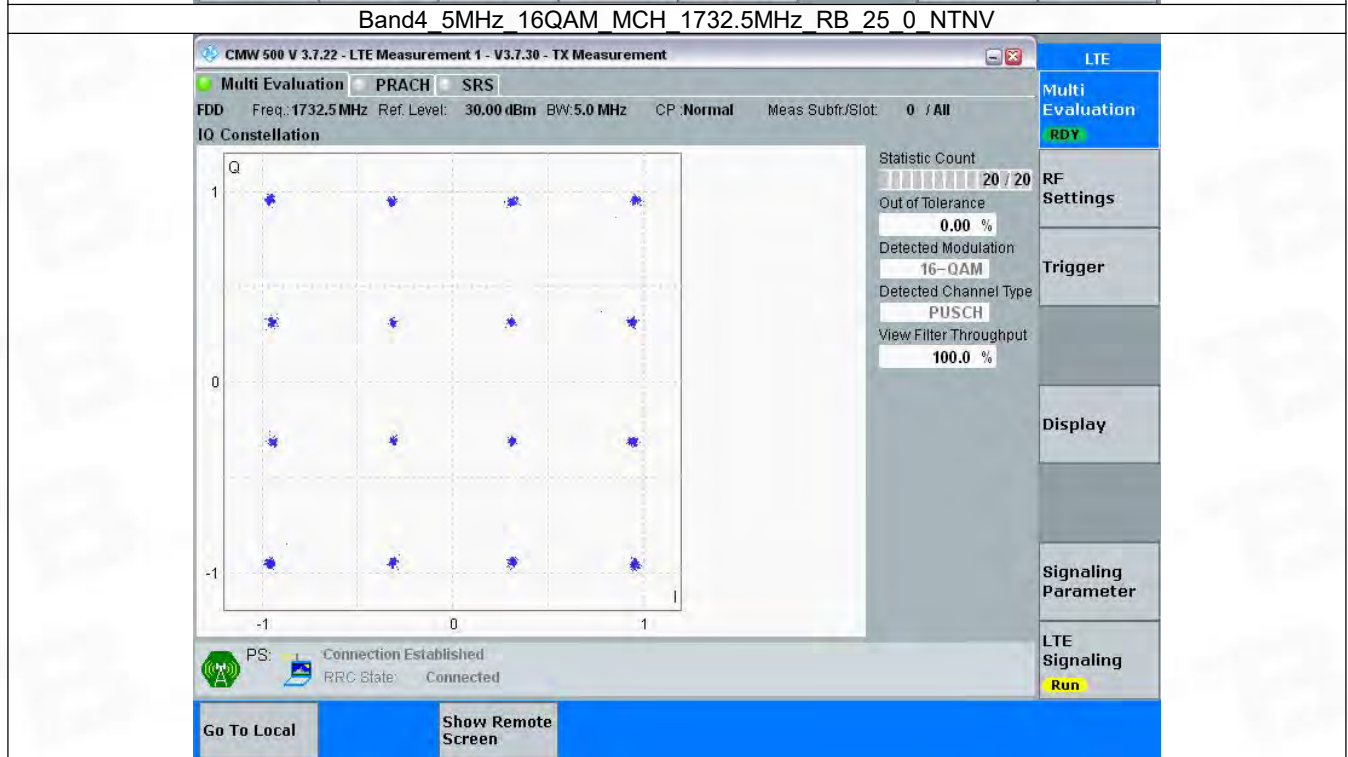 Band4_5MHz_16QAM_MCH_1732.5MHz_RB_25_0_NTNV
CMW 500 V 3.7.22 - LTE Measurement 1 - V3.7.30 - TX Measurement
LTE
Multi Evaluation PRACH SRS
FDD Freq.: 1732.5 MHz Ref. Level: 30.00 dBm BW: 5.0 MHz CP :Normal Meas Subfr./Slot: 0 / All
IQ Constellation
Q
1
0
-1
I
-1 0 1
Statistic Count
20 / 20
Out of Tolerance
0.00 %
Detected Modulation
16-QAM
Detected Channel Type
PUSCH
View Filter Throughput
100.0 %
Multi
Evaluation
RDY
RF
Settings
Trigger
Display
Signaling
Parameter
LTE
Signaling
Run
PS: Connection Established
RRC State: Connected
Go To Local
Show Remote
Screen